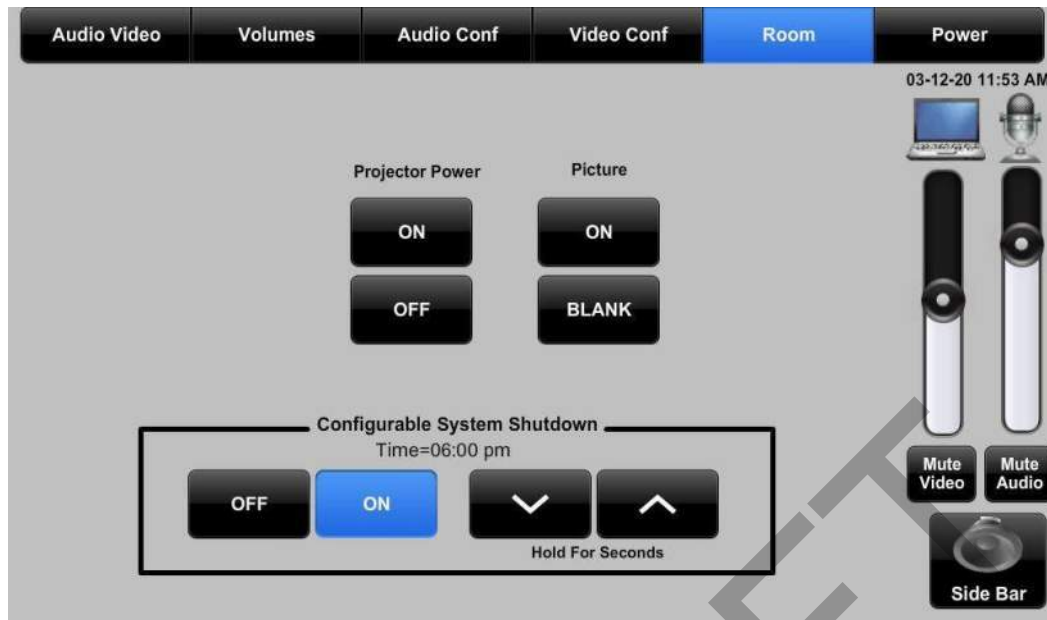 Audio Video Volumes Audio Conf Video Conf Room Power
03-12-20 11:53 AM
Projector Power Picture
ON ON
OFF BLANK
Configurable System Shutdown
Time=06:00 pm
OFF ON
Hold For Seconds
Mute Video
Mute Audio
Side Bar